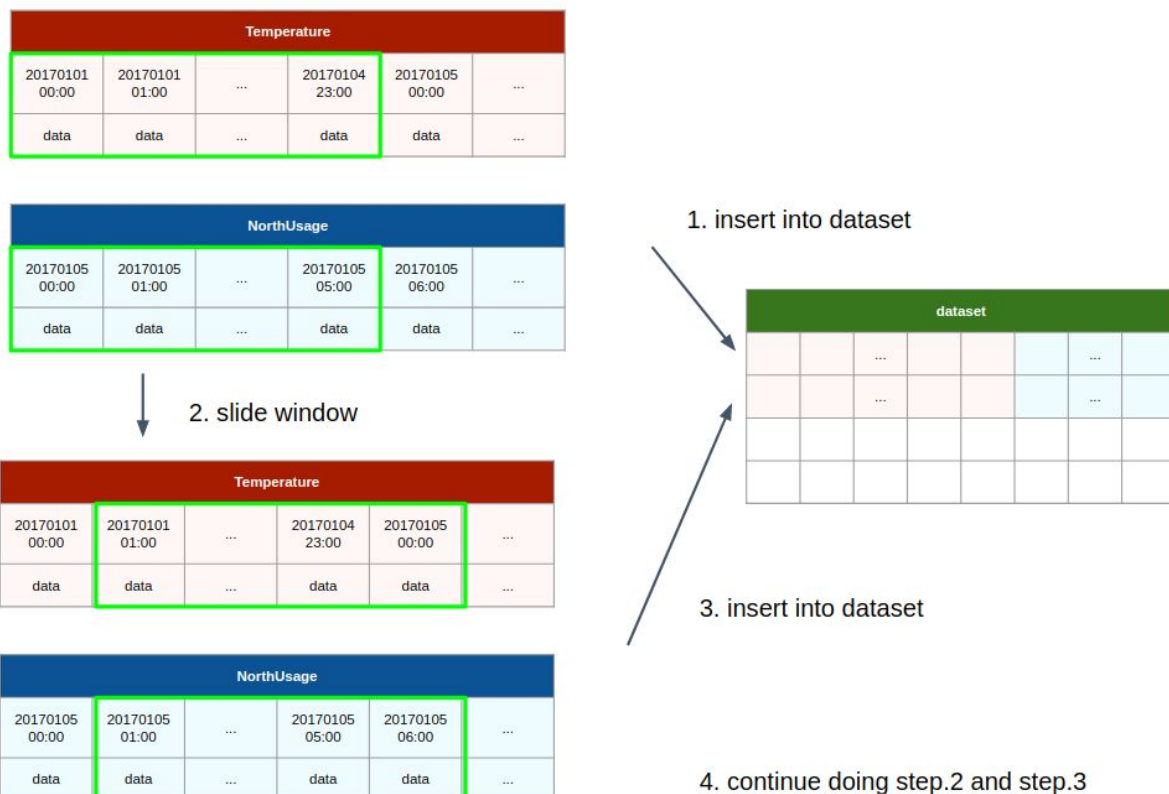 Temperature
20170101 20170101 ... 20170104 20170105 ...
00:00 01:00 23:00 00:00
data data ... data data ...
NorthUsage
20170105 20170105 ... 20170105 20170105 ...
00:00 01:00 05:00 06:00
data data ... data data ...
1. insert into dataset
dataset
... ...
... ...
2. slide window
Temperature
20170101 20170101 ... 20170104 20170105 ...
00:00 01:00 23:00 00:00
data data ... data data ...
3. insert into dataset
NorthUsage
20170105 20170105 ... 20170105 20170105 ...
00:00 01:00 05:00 06:00
data data ... data data ...
4. continue doing step.2 and step.3